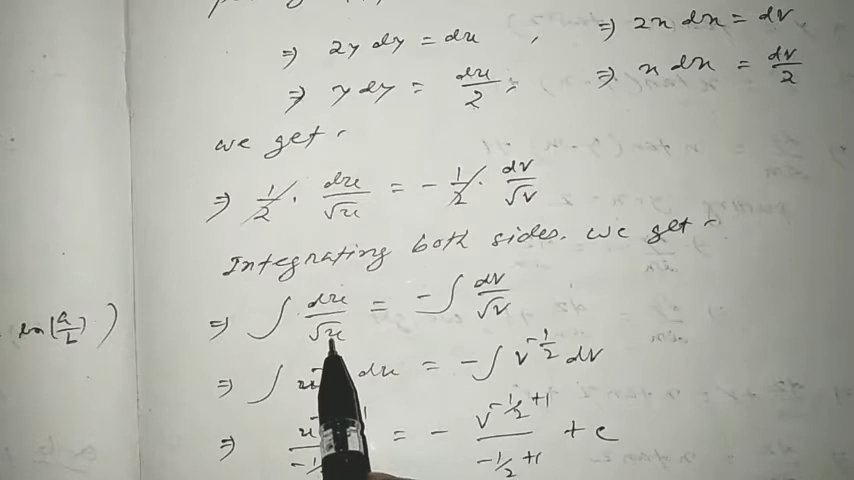 ⇒ 2y dy = du , ⇒ 2x dx = dv
⇒ y dy = du/2 , ⇒ x dx = dv/2
we get
⇒ 1/2 · du/√u = - 1/2 · dv/√v
Integrating both sides. we get
⇒ ∫ du/√u = - ∫ dv/√v
⇒ ∫ du = - ∫ v^(-1/2) dv
⇒ = - v^(-1/2 +1) / (-1/2 +1) + c